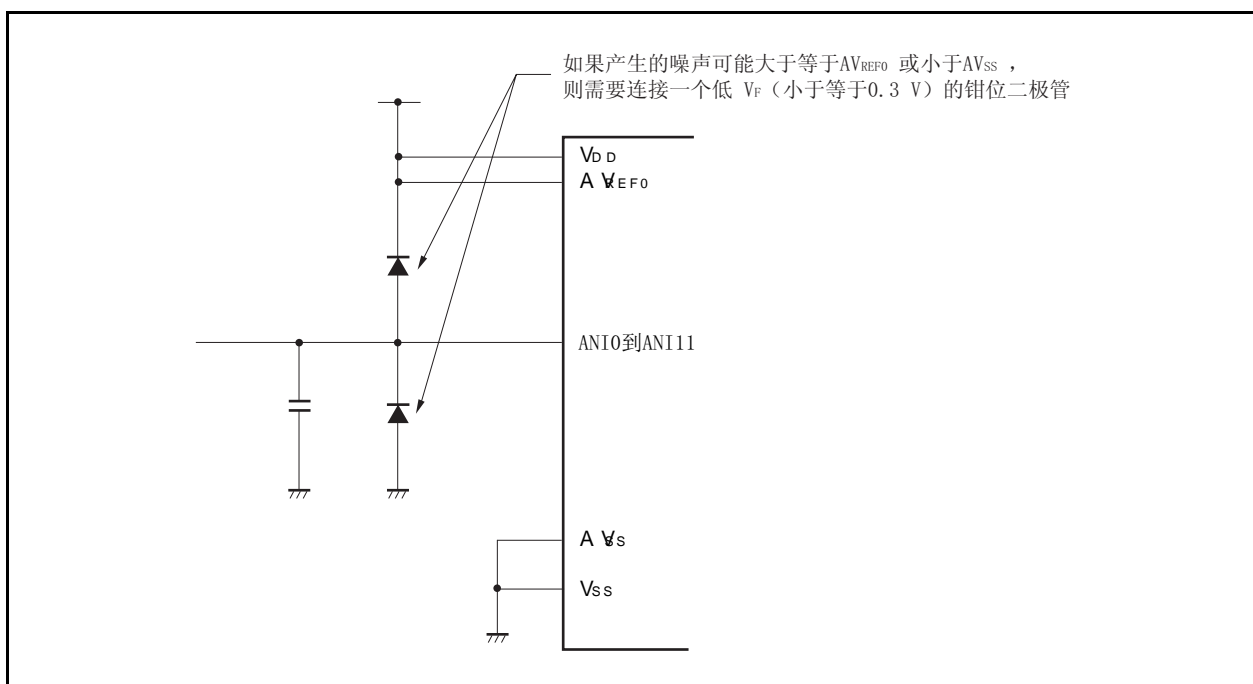 如果产生的噪声可能大于等于AVREF0 或小于AVSS ，
则需要连接一个低 VF（小于等于0.3 V）的钳位二极管
VDD
AVREF0
ANI0到ANI11
AVSS
VSS